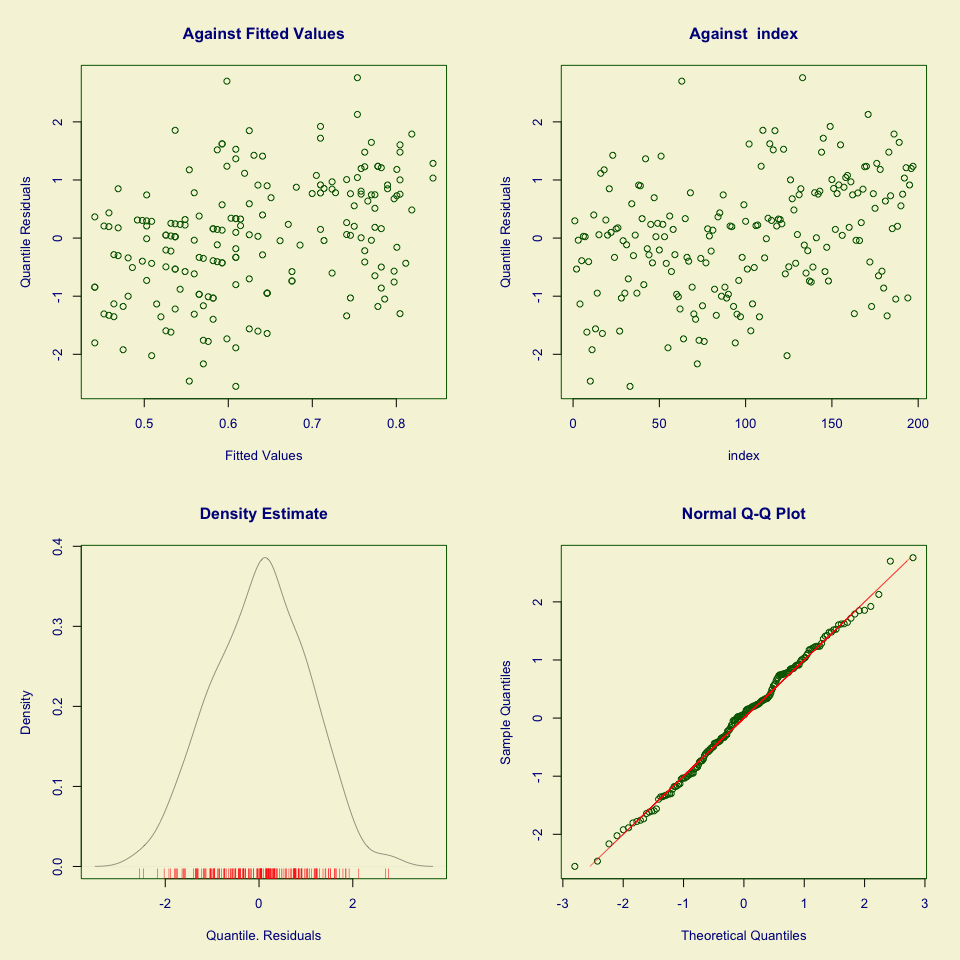 Against Fitted Values
Quantile Residuals
2
1
0
-1
-2
0.5 0.6 0.7 0.8
Fitted Values
Against  index
Quantile Residuals
2
1
0
-1
-2
0 50 100 150 200
index
Density Estimate
Density
0.4
0.3
0.2
0.1
0.0
-2 0 2
Quantile. Residuals
Normal Q-Q Plot
Sample Quantiles
2
1
0
-1
-2
-3 -2 -1 0 1 2 3
Theoretical Quantiles